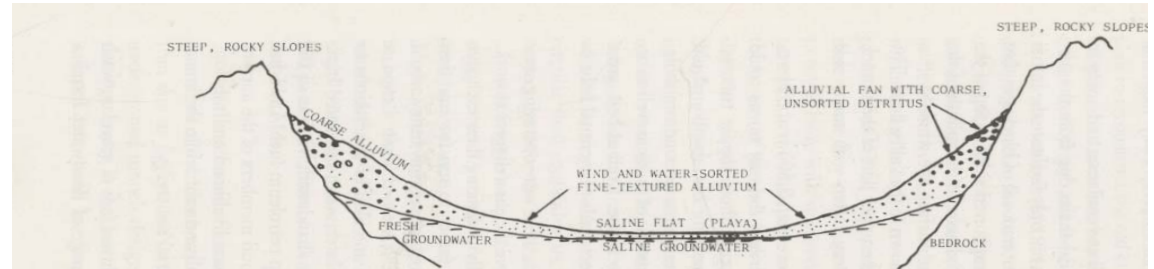 STEEP, ROCKY SLOPES
STEEP, ROCKY SLOPES
ALLUVIAL FAN WITH COARSE,
UNSORTED DETRITUS
COARSE ALLUVIUM
WIND AND WATER-SORTED
FINE-TEXTURED ALLUVIUM
SALINE FLAT (PLAYA)
FRESH
GROUNDWATER
SALINE GROUNDWATER
BEDROCK